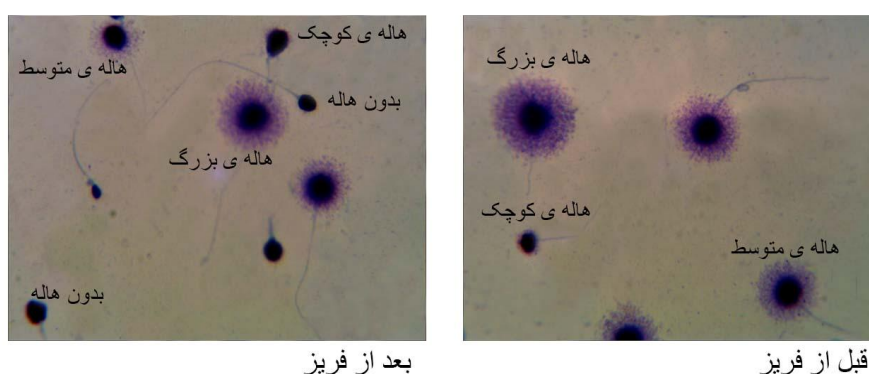 هاله ی بزرگ
هاله ی کوچک
هاله ی متوسط
قبل از فریز
هاله ی کوچک
هاله ی متوسط
بدون هاله
هاله ی بزرگ
بدون هاله
بعد از فریز